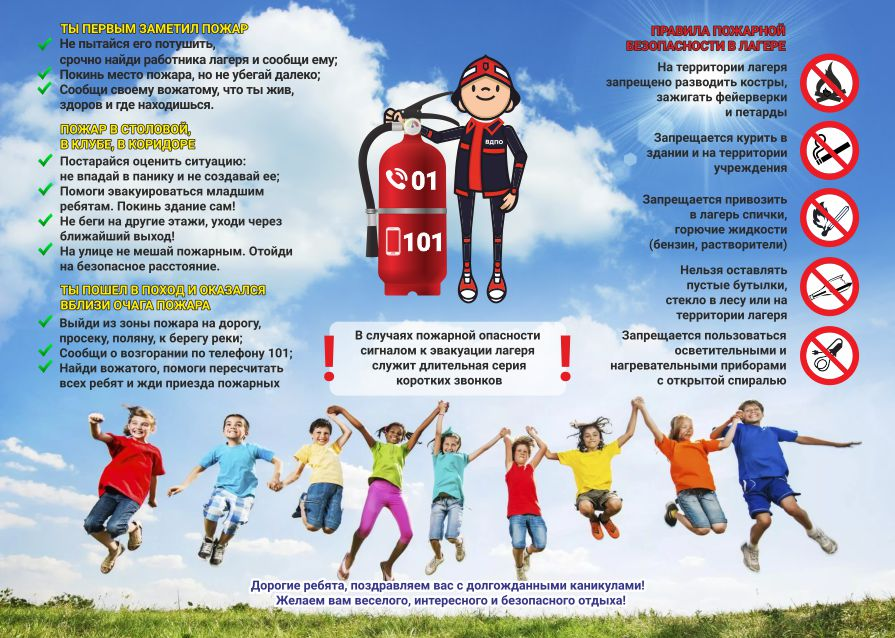 ТЫ ПЕРВЫМ ЗАМЕТИЛ ПОЖАР
Не пытайся его потушить,
срочно найди работника лагеря и сообщи ему;
Покинь место пожара, но не убегай далеко;
Сообщи своему вожатому, что ты жив,
здоров и где находишься.
ПОЖАР В СТОЛОВОЙ,
В КЛУБЕ, В КОРИДОРЕ
Постарайся оценить ситуацию:
не впадай в панику и не создавай ее;
Помоги эвакуироваться младшим
ребятам. Покинь здание сам!
Не беги на другие этажи, уходи через
ближайший выход!
На улице не мешай пожарным. Отойди
на безопасное расстояние.
ТЫ ПОШЕЛ В ПОХОД И ОКАЗАЛСЯ
ВБЛИЗИ ОЧАГА ПОЖАРА
Выйди из зоны пожара на дорогу,
просеку, поляну, к берегу реки;
Сообщи о возгорании по телефону 101;
Найди вожатого, помоги пересчитать
всех ребят и жди приезда пожарных
ВДПО
01
101
В случаях пожарной опасности
сигналом к эвакуации лагеря
служит длительная серия
коротких звонков
! !
ПРАВИЛА ПОЖАРНОЙ
БЕЗОПАСНОСТИ В ЛАГЕРЕ
На территории лагеря
запрещено разводить костры,
зажигать фейерверки
и петарды
Запрещается курить в
здании и на территории
учреждения
Запрещается привозить
в лагерь спички,
горючие жидкости
(бензин, растворители)
Нельзя оставлять
пустые бутылки,
стекло в лесу или на
территории лагеря
Запрещается пользоваться
осветительными и
нагревательными приборами
с открытой спиралью
Дорогие ребята, поздравляем вас с долгожданными каникулами!
Желаем вам веселого, интересного и безопасного отдыха!